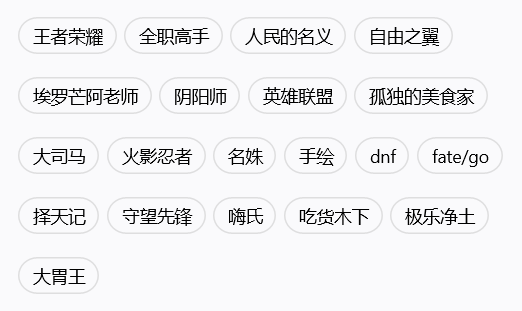 王者荣耀 全职高手 人民的名义 自由之翼
埃罗芒阿老师 阴阳师 英雄联盟 孤独的美食家
大司马 火影忍者 名姝 手绘 dnf fate/go
择天记 守望先锋 嗨氏 吃货木下 极乐净土
大胃王